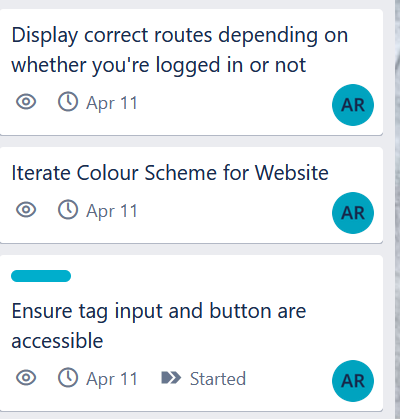 Display correct routes depending on
whether you're logged in or not
Apr 11
AR
Iterate Colour Scheme for Website
Apr 11
AR
Ensure tag input and button are
accessible
Apr 11 Started
AR